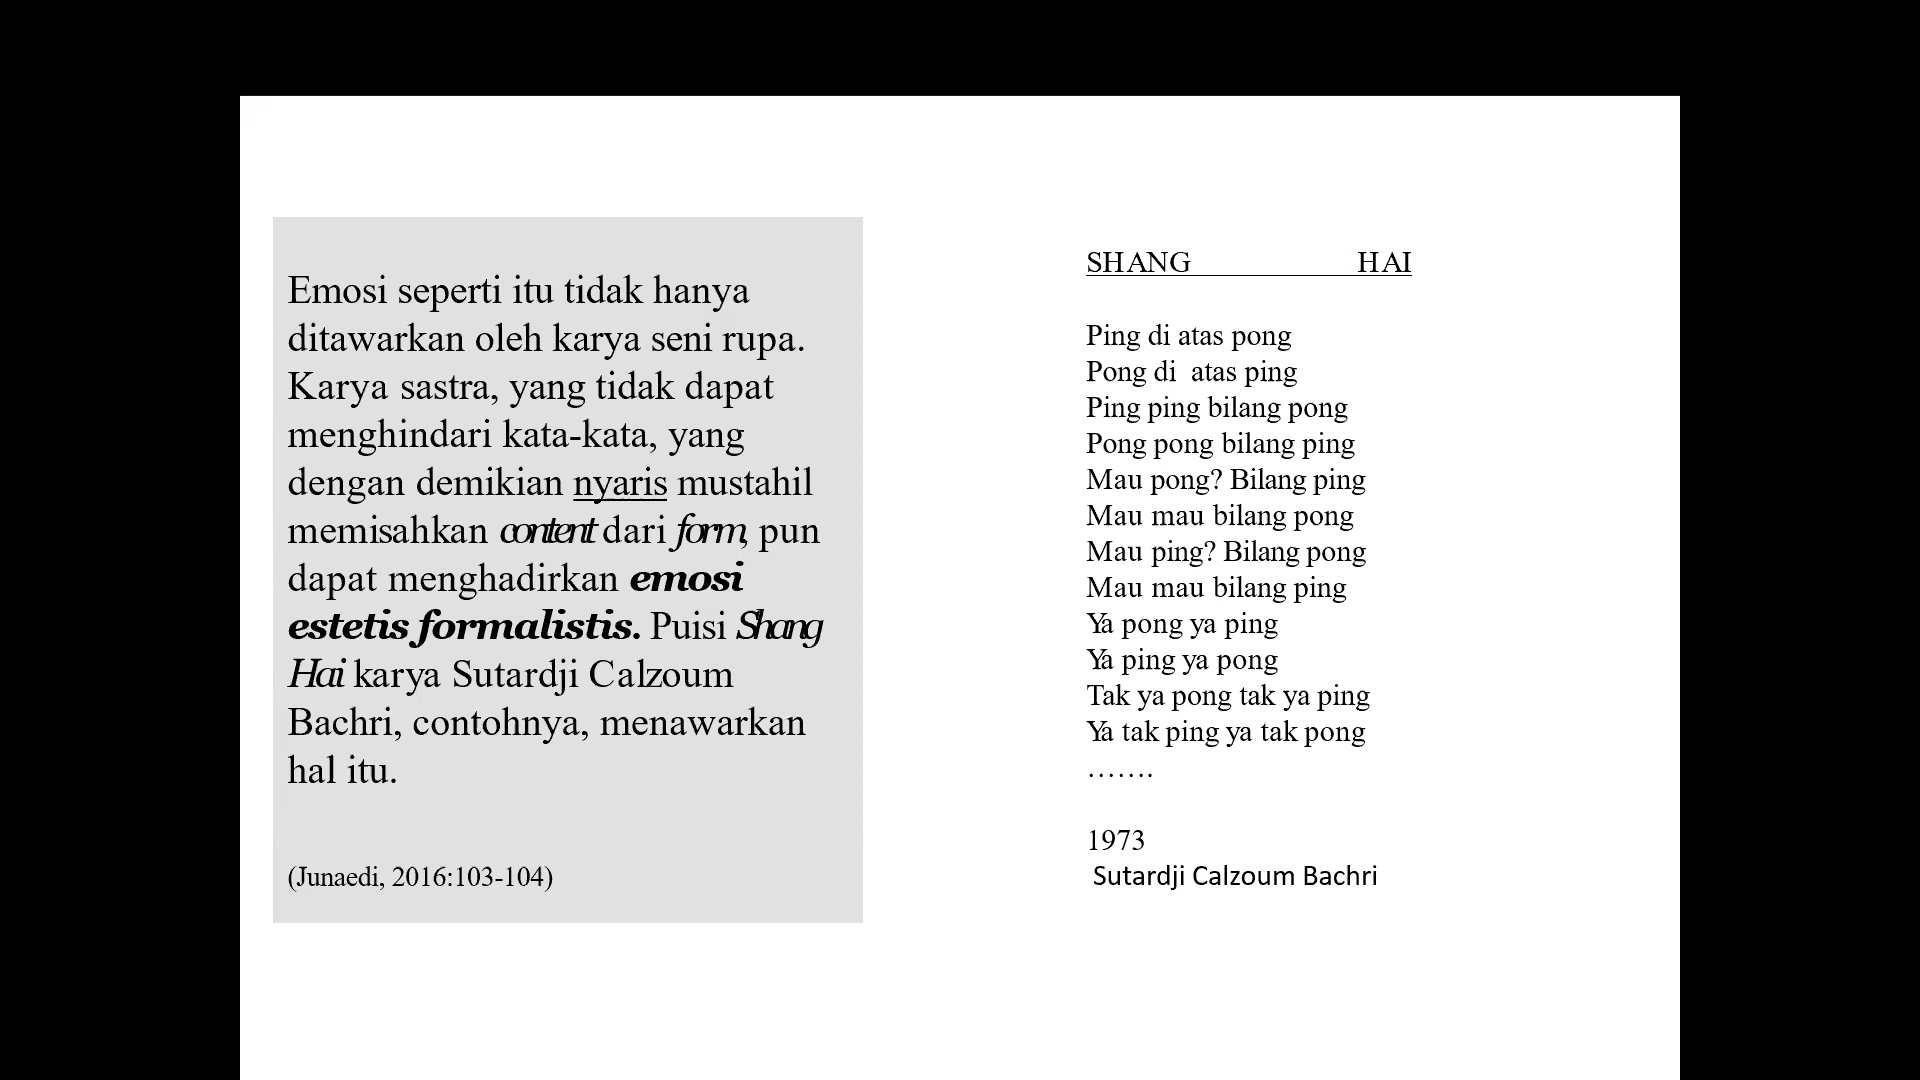 Emosi seperti itu tidak hanya
ditawarkan oleh karya seni rupa.
Karya sastra, yang tidak dapat
menghindari kata-kata, yang
dengan demikian nyaris mustahil
memisahkan content dari form, pun
dapat menghadirkan emosi
estetis formalistis. Puisi Shang
Hai karya Sutardji Calzoum
Bachri, contohnya, menawarkan
hal itu.
(Junaedi, 2016:103-104)
SHANG HAI
Ping di atas pong
Pong di atas ping
Ping ping bilang pong
Pong pong bilang ping
Mau pong? Bilang ping
Mau mau bilang pong
Mau ping? Bilang pong
Mau mau bilang ping
Ya pong ya ping
Ya ping ya pong
Tak ya pong tak ya ping
Ya tak ping ya tak pong
…….
1973
Sutardji Calzoum Bachri